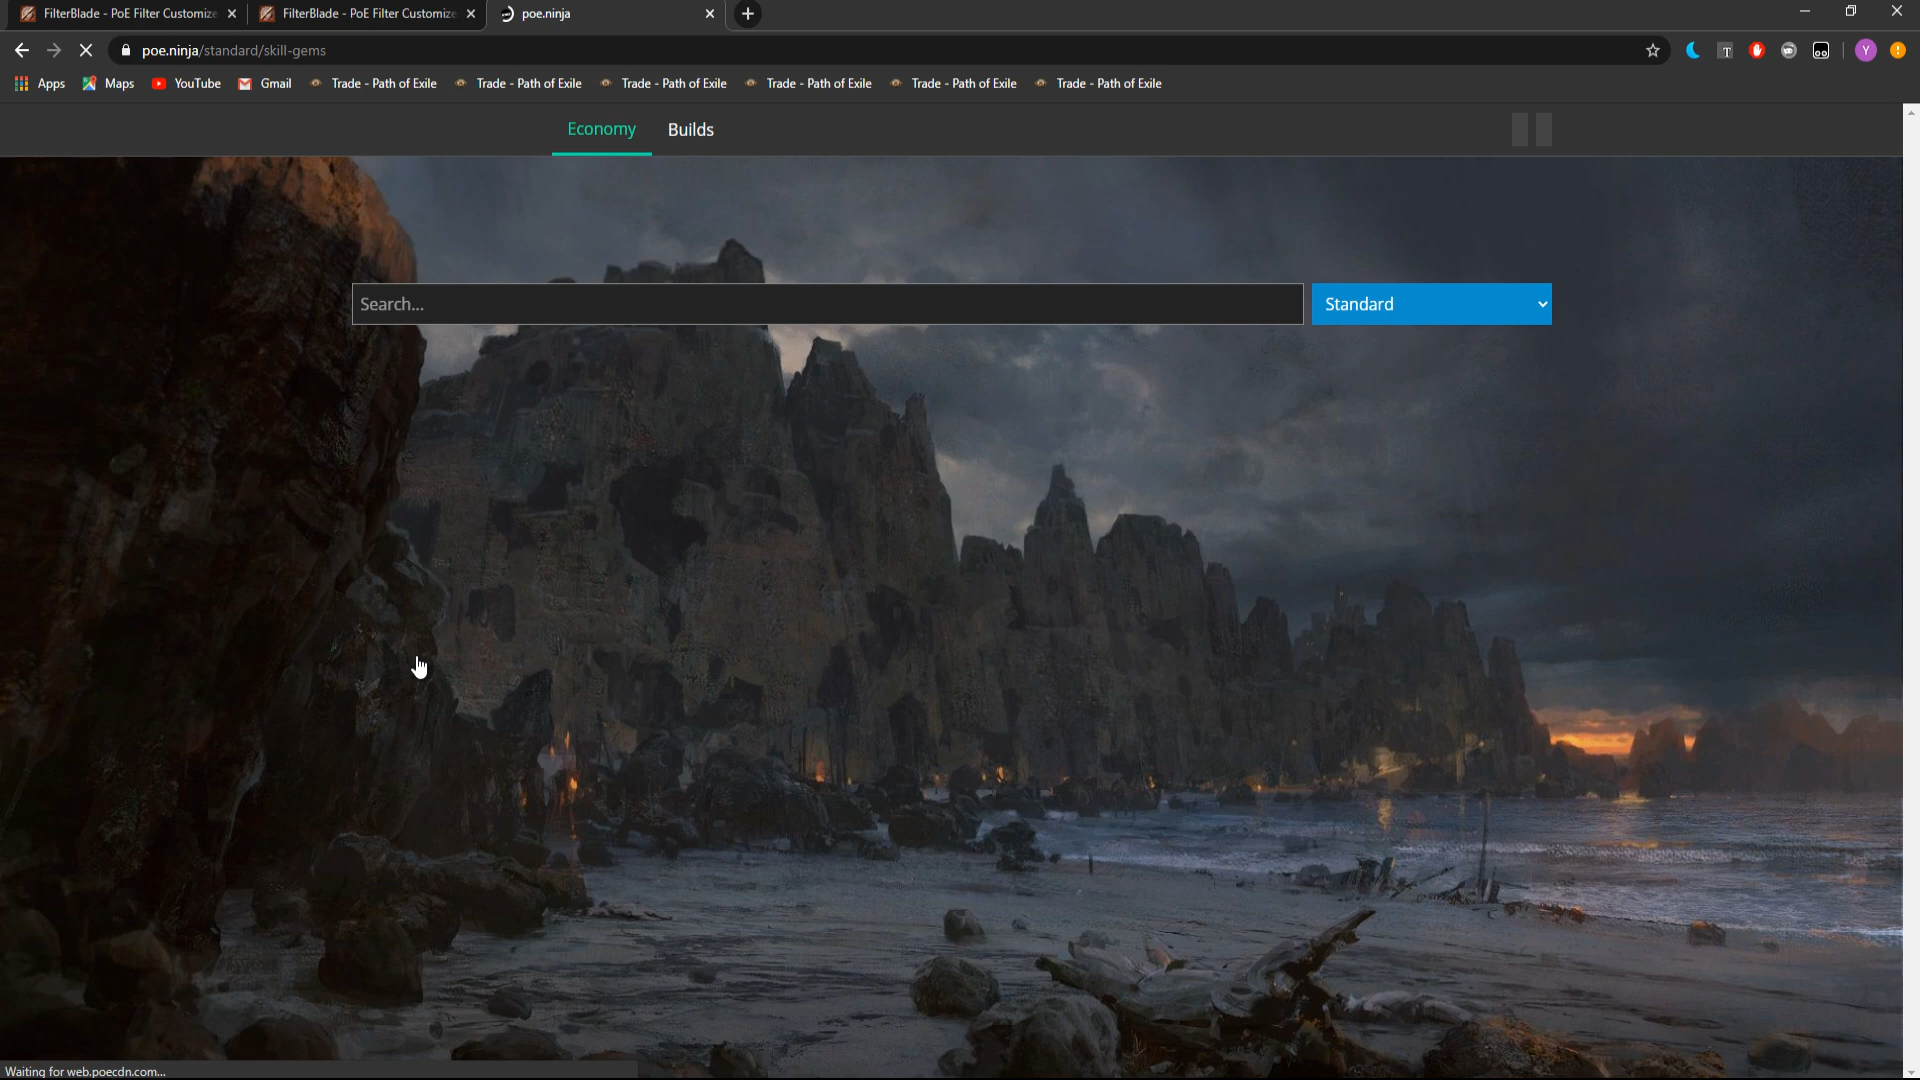 FilterBlade - PoE Filter Customize FilterBlade - PoE Filter Customize poe.ninja
poe.ninja/standard/skill-gems T Y
Apps Maps YouTube Gmail Trade - Path of Exile Trade - Path of Exile Trade - Path of Exile Trade - Path of Exile Trade - Path of Exile Trade - Path of Exile
Economy Builds
Search... Standard
Waiting for web.poecdn.com...